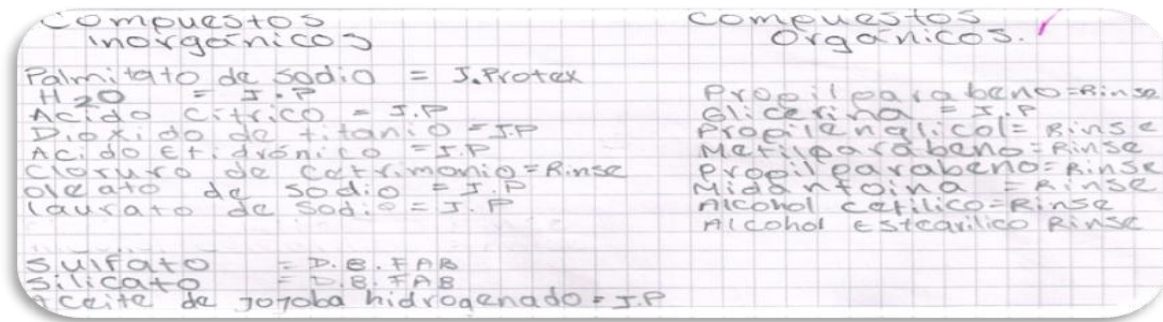 Compuestos
inorgánicos
Palmitato de sodio = J.Protex
H2O = J.P
Acido citrico = J.P
Dioxido de titanio = J.P
Acido Etidrónico = J.P
Cloruro de Cetrimonio = Rinse
Oleato de sodio = J.P
laurato de sodio = J.P
Sulfato = D.B.FAB
Silicato = D.B.FAB
Aceite de jojoba hidrogenado = J.P
Compuestos
Orgánicos.
Propilparabeno = Rinse
Glicerina = J.P
Propilenglicol = Rinse
Metilparabeno = Rinse
Propilparabeno = Rinse
Midantoina = Rinse
Alcohol cetilico = Rinse
Alcohol Estearilico Rinse